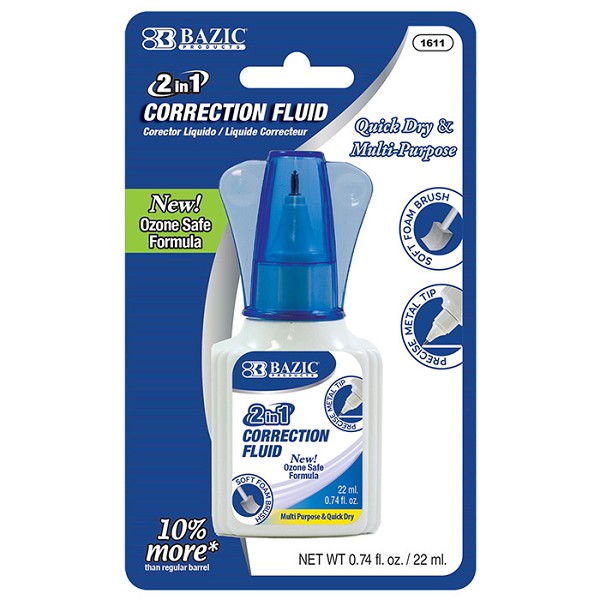 BAZIC
PRODUCTS
1611
2 in 1
CORRECTION FLUID
Corector Líquido / Liquide Correcteur
Quick Dry &
Multi-Purpose
New!
Ozone Safe
Formula
SOFT FOAM BRUSH
PRECISE METAL TIP
BAZIC
PRODUCTS
PRECISE METAL TIP
2 in 1
CORRECTION
FLUID
New!
Ozone Safe
Formula
SOFT FOAM BRUSH
22 ml.
0.74 fl. oz.
Multi Purpose & Quick Dry
10%
more*
than regular barrel
NET WT 0.74 fl. oz. / 22 ml.